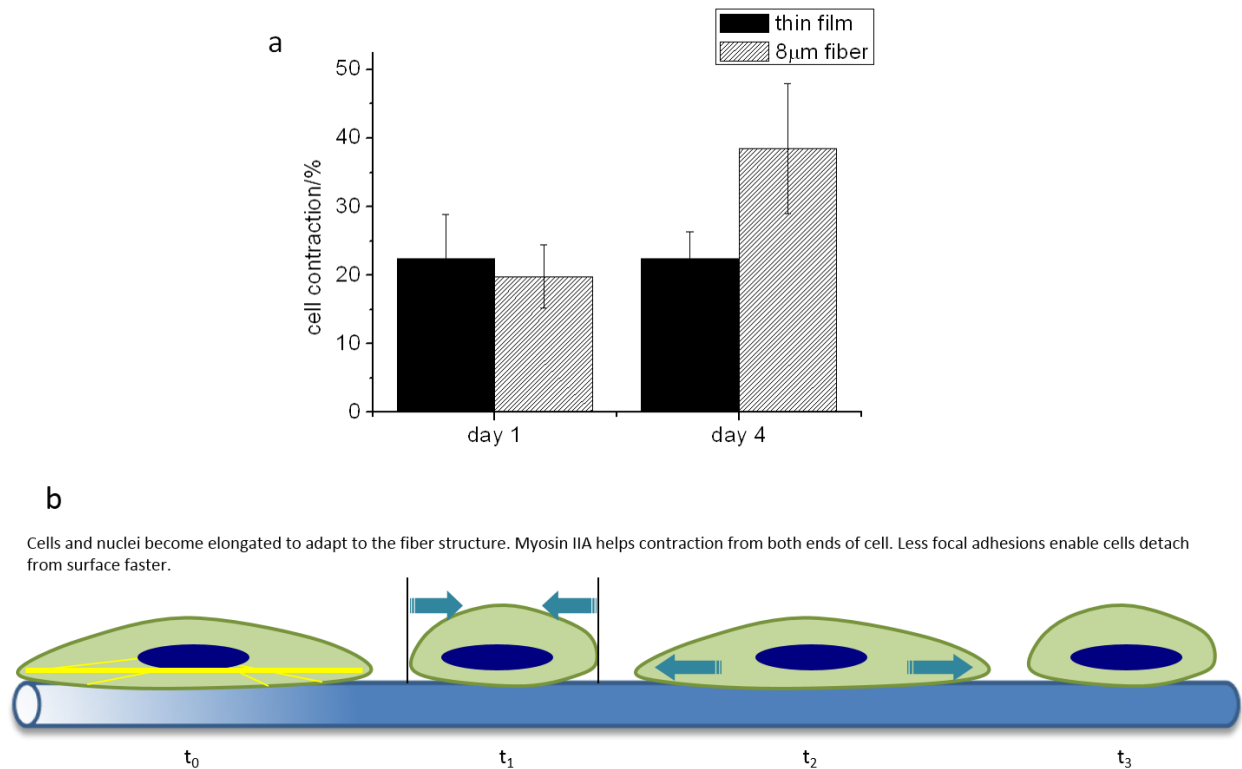 a
thin film
8μm fiber
cell contraction/%
50
40
30
20
10
0
day 1 day 4
b
Cells and nuclei become elongated to adapt to the fiber structure. Myosin IIA helps contraction from both ends of cell. Less focal adhesions enable cells detach
from surface faster.
t₀ t₁ t₂ t₃